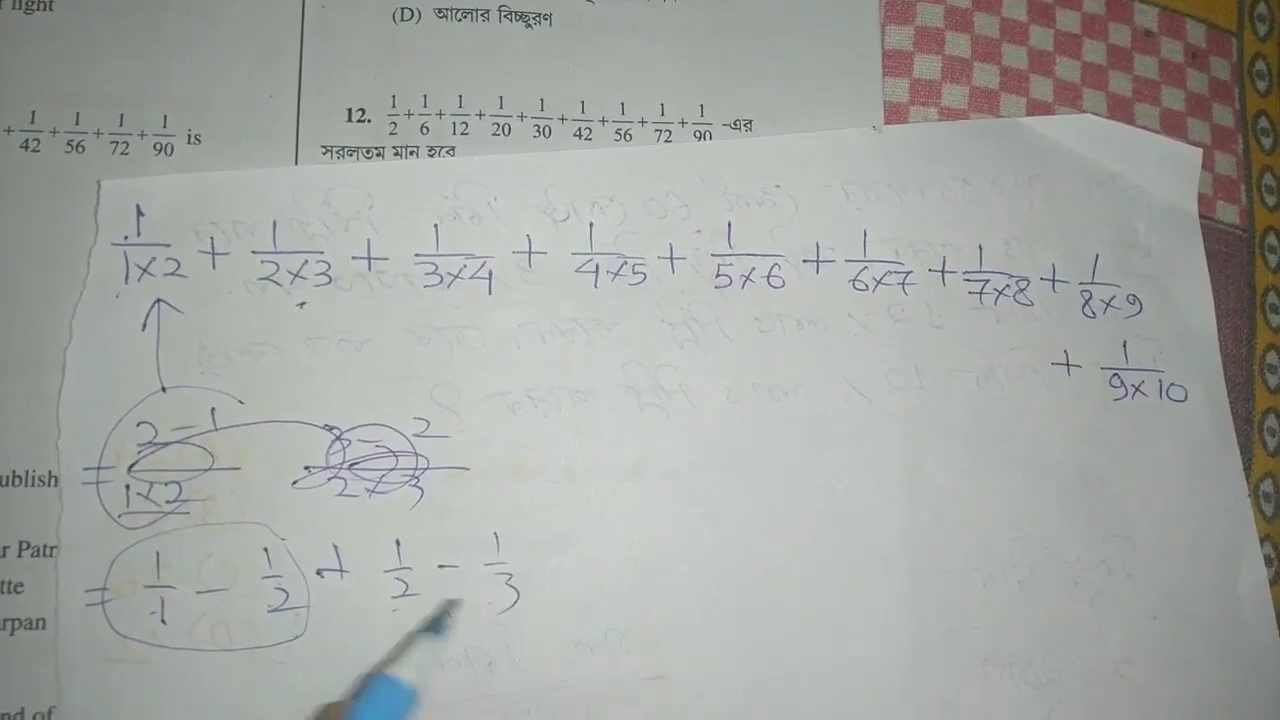 light
(D) আলোর বিচ্ছুরণ
+ 1/42 + 1/56 + 1/72 + 1/90 is
12. 1/2 + 1/6 + 1/12 + 1/20 + 1/30 + 1/42 + 1/56 + 1/72 + 1/90 -এর
সরলতম মান হবে
1/1×2 + 1/2×3 + 1/3×4 + 1/4×5 + 1/5×6 + 1/6×7 + 1/7×8 + 1/8×9
+ 1/9×10
= 2-1/1×2
ublish
= 1/1 - 1/2 + 1/2 - 1/3
r Patr
tte
rpan
nd of